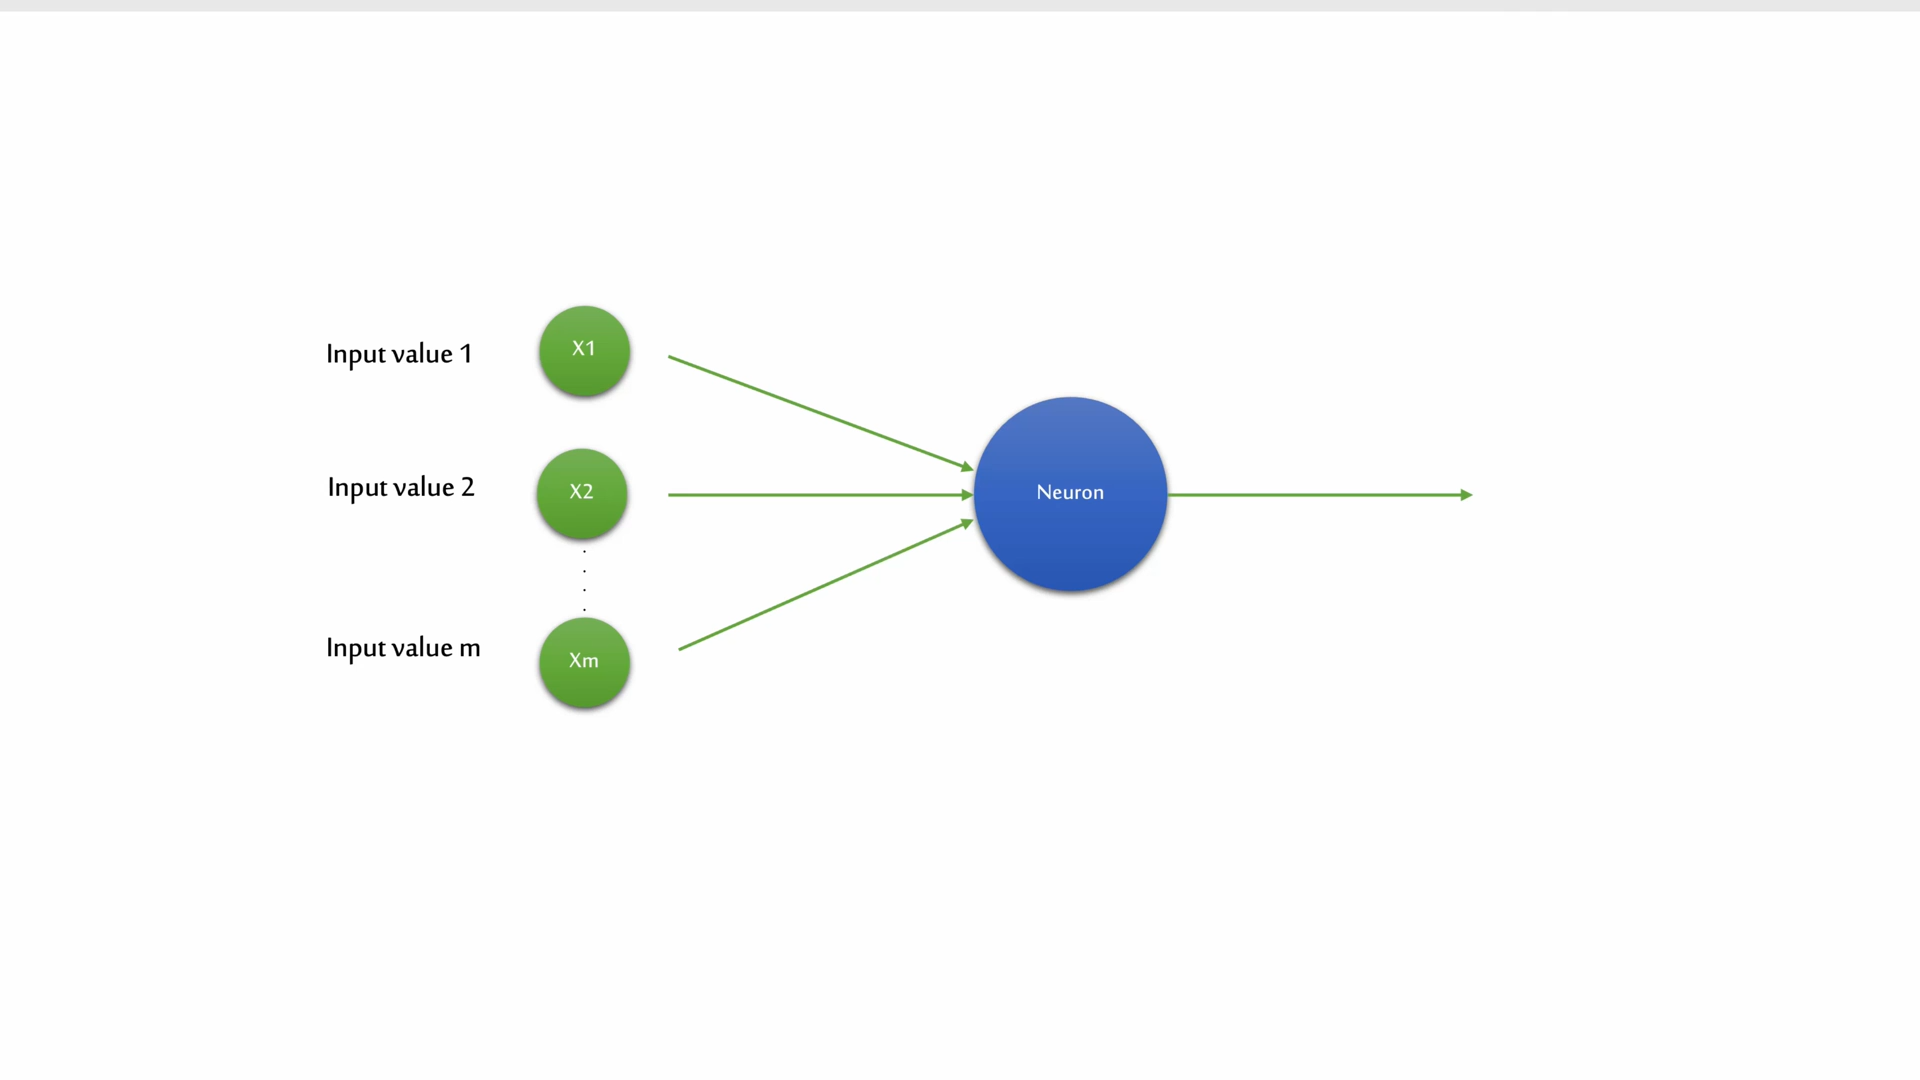 Input value 1
X1
Input value 2
X2
Neuron
Input value m
Xm